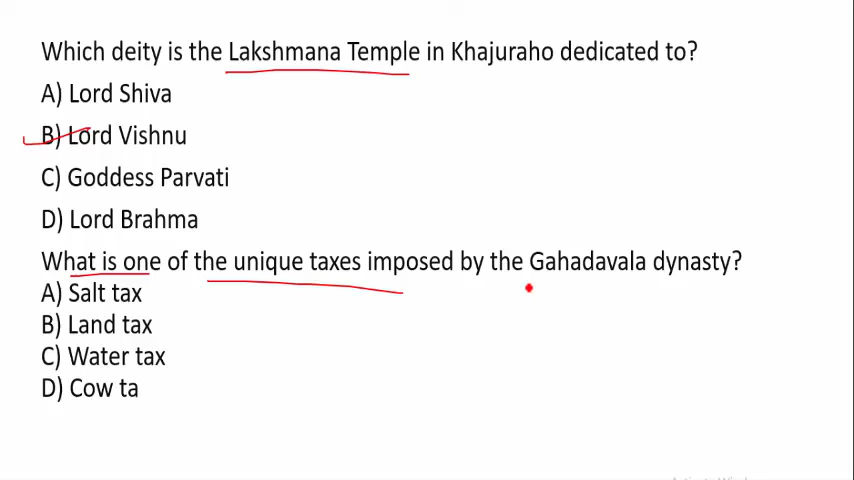 Which deity is the Lakshmana Temple in Khajuraho dedicated to?
A) Lord Shiva
B) Lord Vishnu
C) Goddess Parvati
D) Lord Brahma
What is one of the unique taxes imposed by the Gahadavala dynasty?
A) Salt tax
B) Land tax
C) Water tax
D) Cow ta